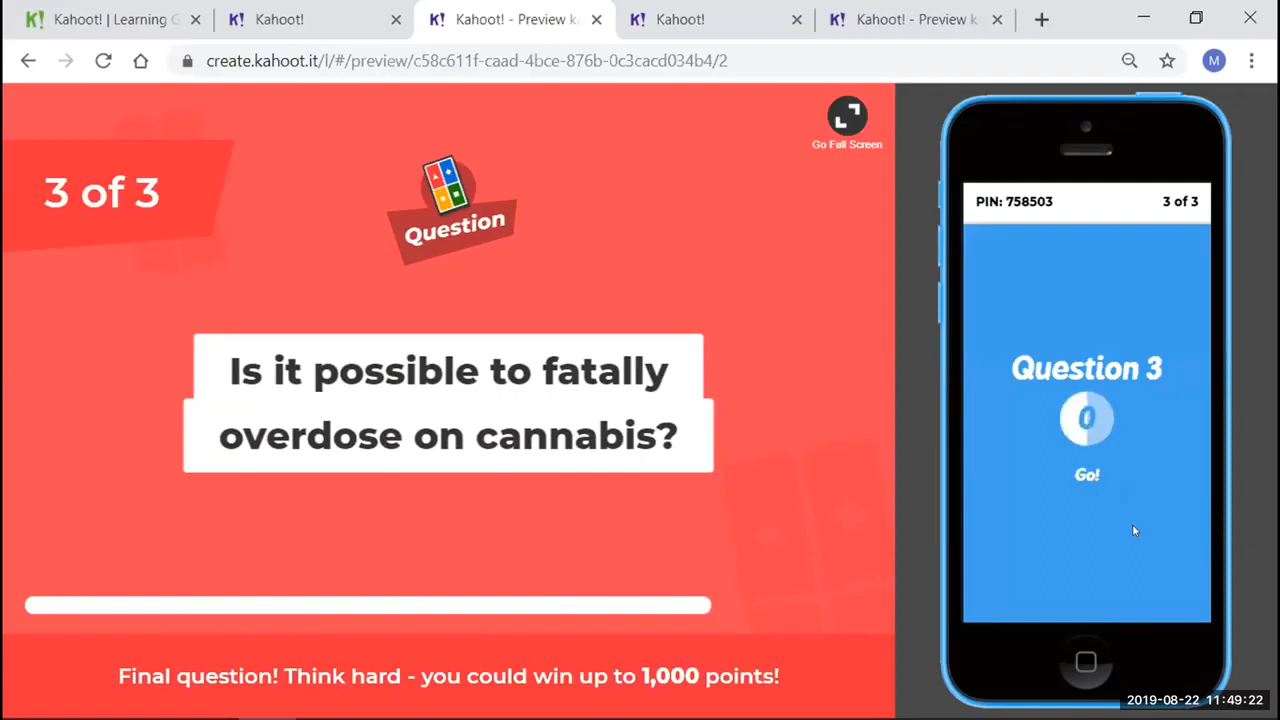 Kahoot! | Learning G
Kahoot!
Kahoot! - Preview k
Kahoot!
Kahoot! - Preview k
create.kahoot.it/l/#/preview/c58c611f-caad-4bce-876b-0c3cacd034b4/2
M
Go Full Screen
3 of 3
Question
Is it possible to fatally
overdose on cannabis?
Final question! Think hard - you could win up to 1,000 points!
PIN: 758503 3 of 3
Question 3
0
Go!
2019-08-22 11:49:22